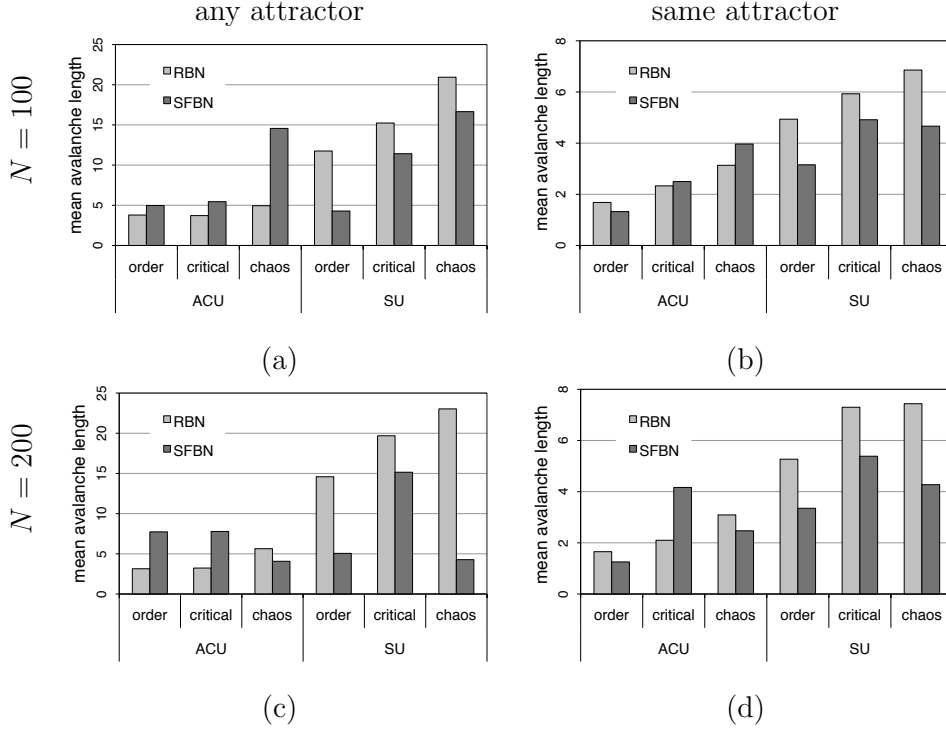 any attractor
same attractor
N = 100
mean avalanche length
25
20
15
10
5
0
RBN
SFBN
order critical chaos order critical chaos
ACU SU
(a)
mean avalanche length
8
6
4
2
0
RBN
SFBN
order critical chaos order critical chaos
ACU SU
(b)
N = 200
mean avalanche length
25
20
15
10
5
0
RBN
SFBN
order critical chaos order critical chaos
ACU SU
(c)
mean avalanche length
8
6
4
2
0
RBN
SFBN
order critical chaos order critical chaos
ACU SU
(d)